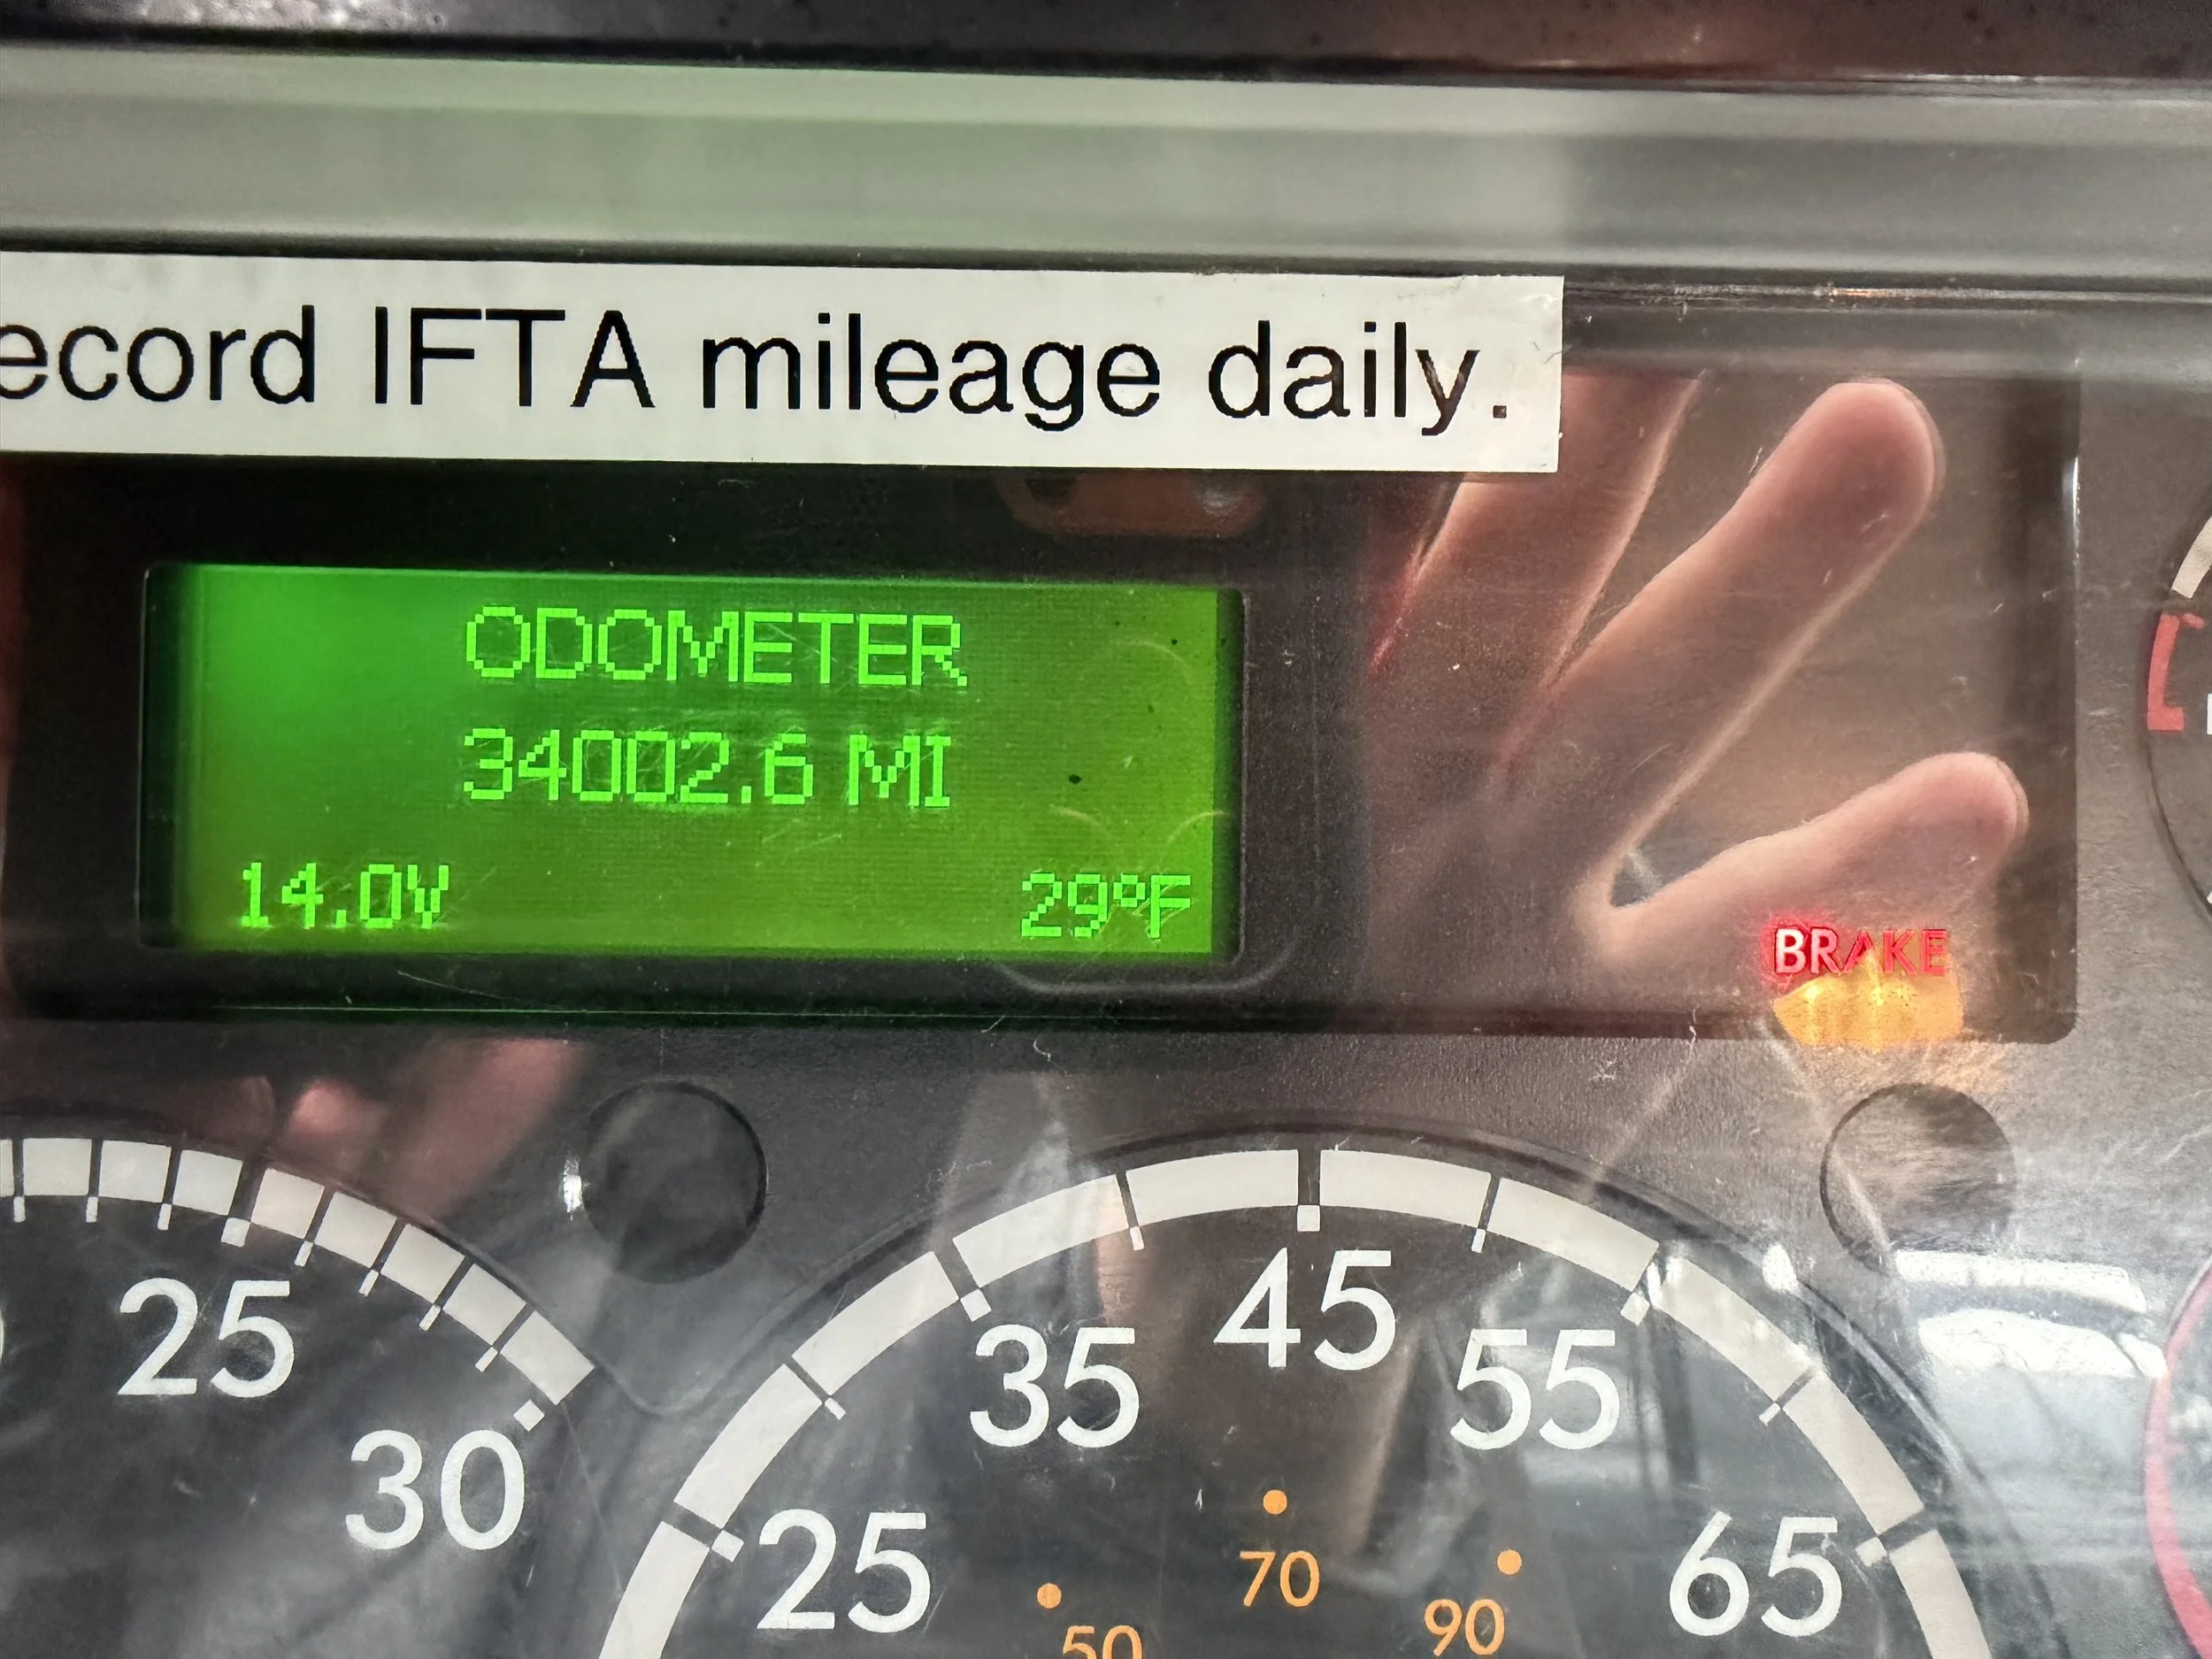 ecord IFTA mileage daily.
ODOMETER
34002.6 MI
14.0V 29°F
BRAKE
25
30
25
35
45
55
65
50
70
90